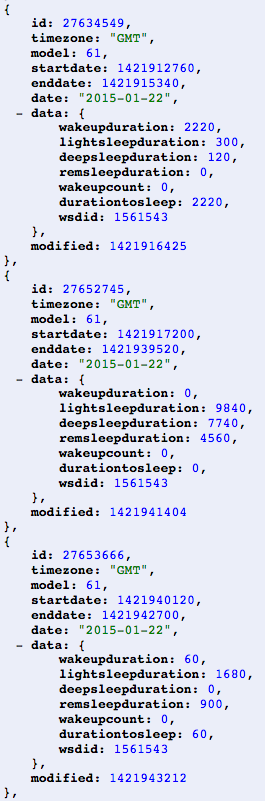 {
id: 27634549,
timezone: "GMT",
model: 61,
startdate: 1421912760,
enddate: 1421915340,
date: "2015-01-22",
- data: {
wakeupduration: 2220,
lightsleepduration: 300,
deepsleepduration: 120,
remsleepduration: 0,
wakeupcount: 0,
durationtosleep: 2220,
wsdid: 1561543
},
modified: 1421916425
},
{
id: 27652745,
timezone: "GMT",
model: 61,
startdate: 1421917200,
enddate: 1421939520,
date: "2015-01-22",
- data: {
wakeupduration: 0,
lightsleepduration: 9840,
deepsleepduration: 7740,
remsleepduration: 4560,
wakeupcount: 0,
durationtosleep: 0,
wsdid: 1561543
},
modified: 1421941404
},
{
id: 27653666,
timezone: "GMT",
model: 61,
startdate: 1421940120,
enddate: 1421942700,
date: "2015-01-22",
- data: {
wakeupduration: 60,
lightsleepduration: 1680,
deepsleepduration: 0,
remsleepduration: 900,
wakeupcount: 0,
durationtosleep: 60,
wsdid: 1561543
},
modified: 1421943212
},